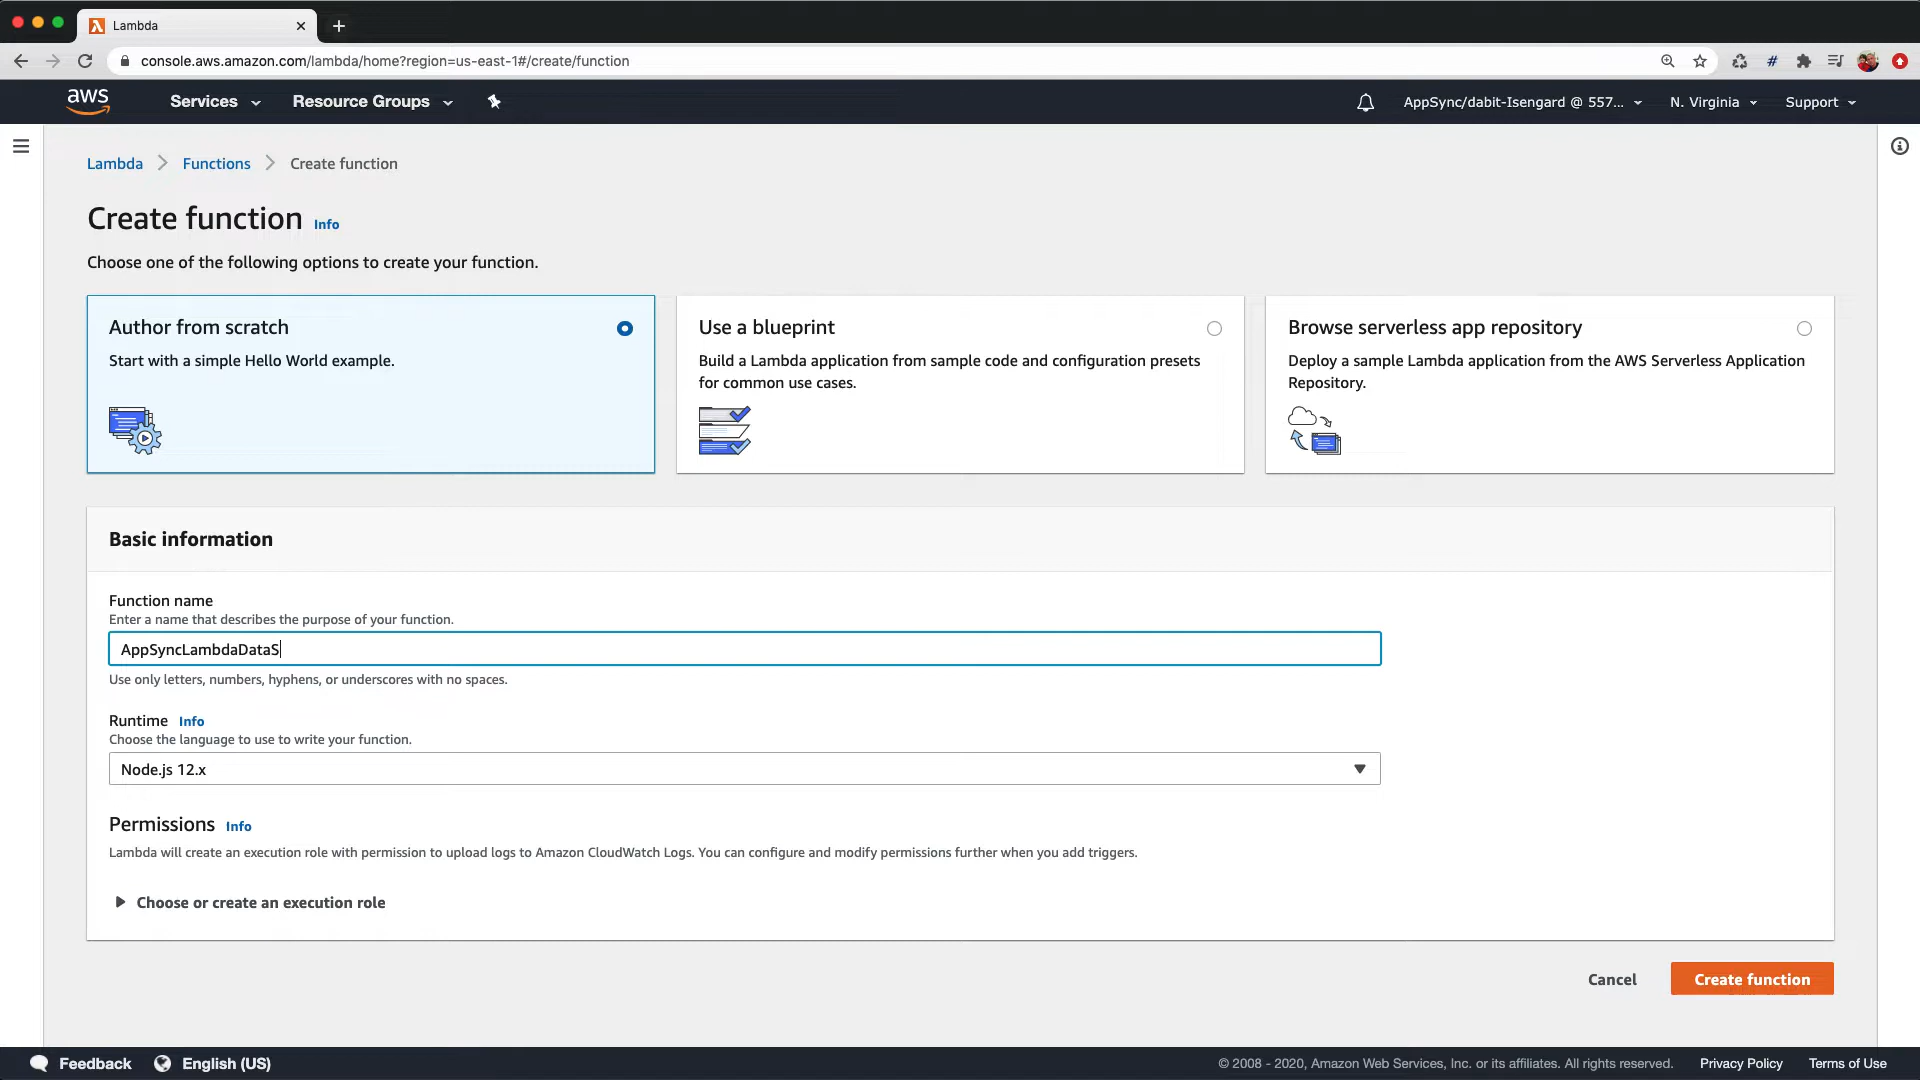 Lambda
console.aws.amazon.com/lambda/home?region=us-east-1#/create/function
#
aws
Services
Resource Groups
AppSync/dabit-Isengard @ 557...
N. Virginia
Support
Lambda
Functions
Create function
Create function Info
Choose one of the following options to create your function.
Author from scratch
Start with a simple Hello World example.
Use a blueprint
Build a Lambda application from sample code and configuration presets
for common use cases.
Browse serverless app repository
Deploy a sample Lambda application from the AWS Serverless Application
Repository.
Basic information
Function name
Enter a name that describes the purpose of your function.
AppSyncLambdaDataS
Use only letters, numbers, hyphens, or underscores with no spaces.
Runtime Info
Choose the language to use to write your function.
Node.js 12.x
Permissions Info
Lambda will create an execution role with permission to upload logs to Amazon CloudWatch Logs. You can configure and modify permissions further when you add triggers.
Choose or create an execution role
Cancel
Create function
Feedback
English (US)
© 2008 - 2020, Amazon Web Services, Inc. or its affiliates. All rights reserved.
Privacy Policy
Terms of Use